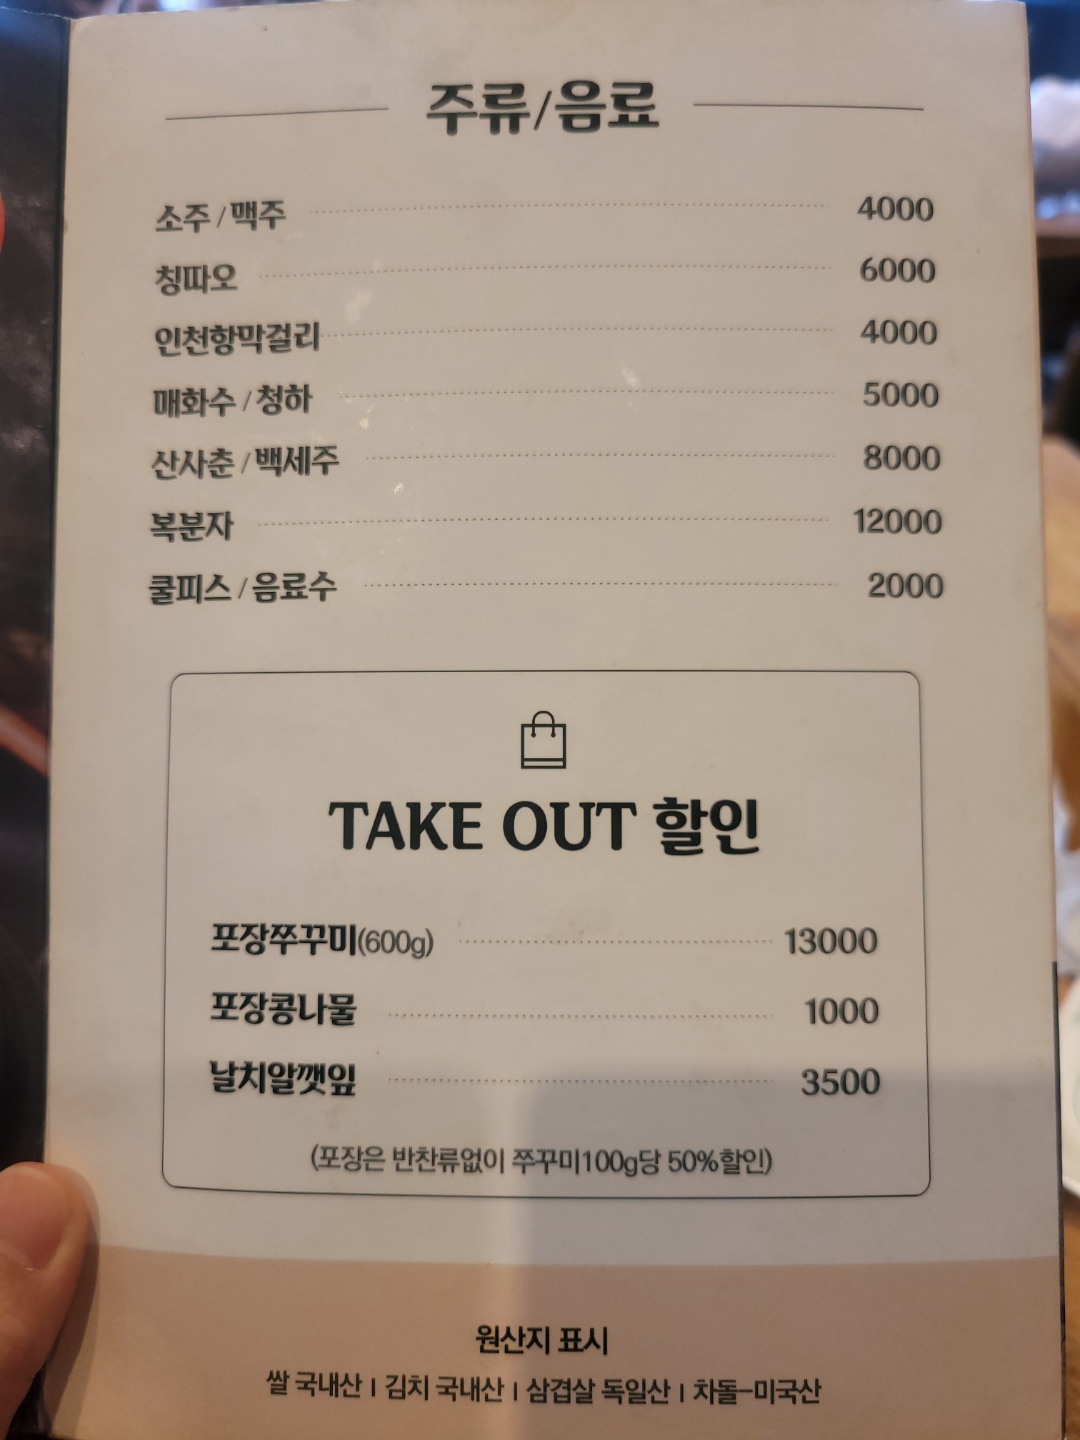 주류/음료
소주 / 맥주 4000
칭따오 6000
인천항막걸리 4000
매화수 / 청하 5000
산사춘 / 백세주 8000
복분자 12000
쿨피스 / 음료수 2000
TAKE OUT 할인
포장쭈꾸미(600g) 13000
포장콩나물 1000
날치알깻잎 3500
(포장은 반찬류없이 쭈꾸미100g당 50%할인)
원산지 표시
쌀 국내산 | 김치 국내산 | 삼겹살 독일산 | 차돌-미국산